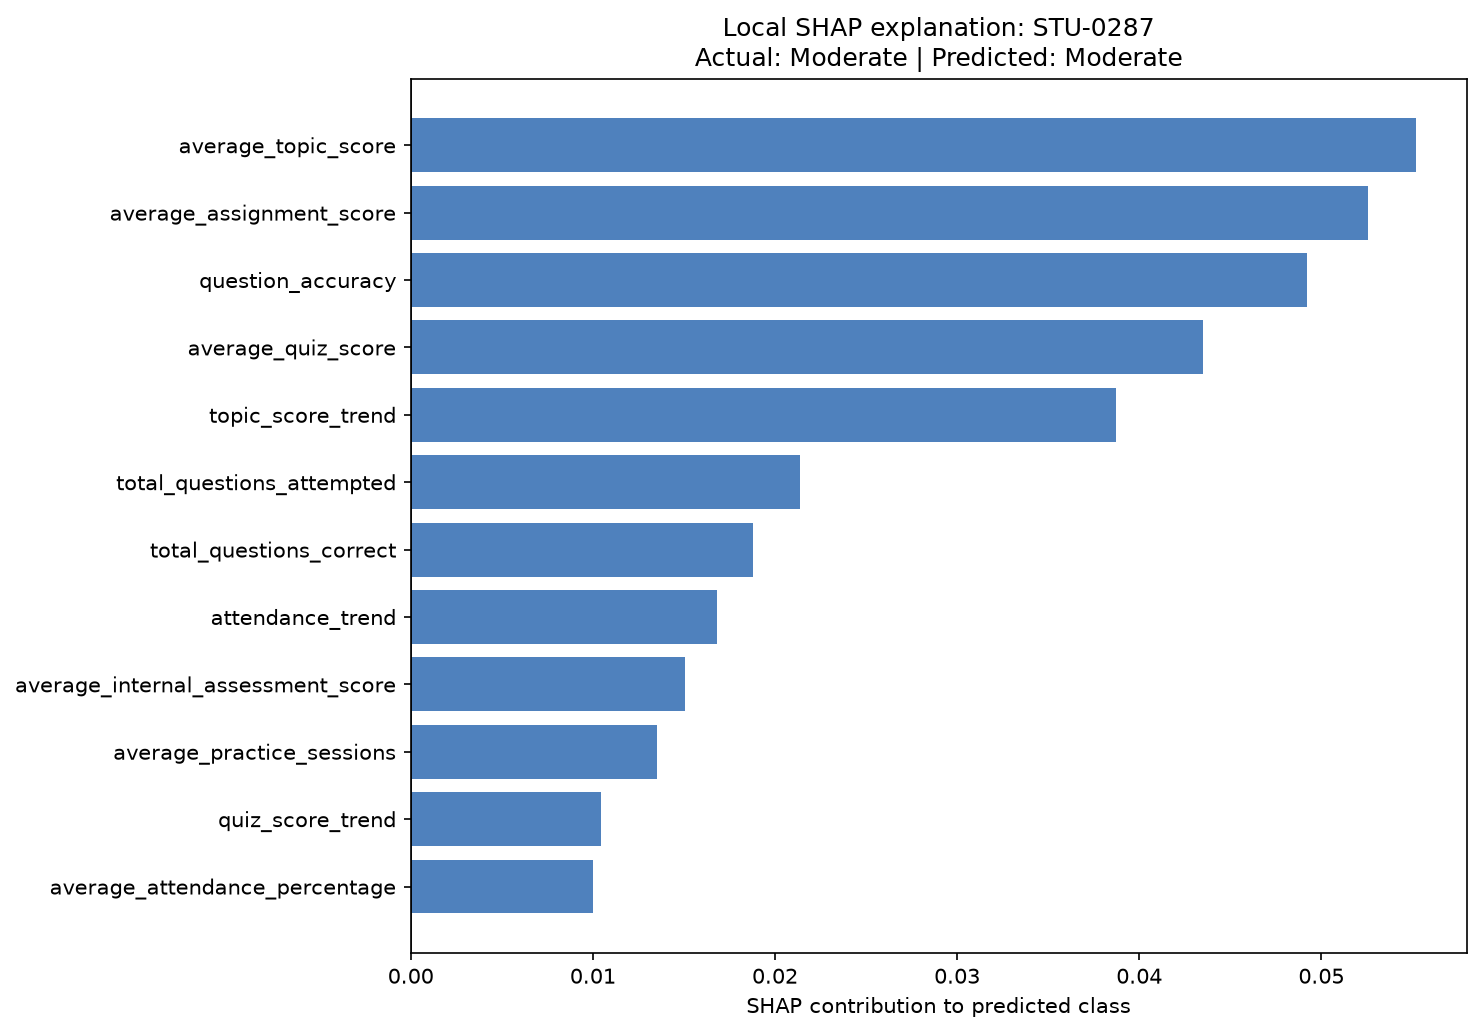 Local SHAP explanation: STU-0287
Actual: Moderate | Predicted: Moderate
average_topic_score
average_assignment_score
question_accuracy
average_quiz_score
topic_score_trend
total_questions_attempted
total_questions_correct
attendance_trend
average_internal_assessment_score
average_practice_sessions
quiz_score_trend
average_attendance_percentage
0.00 0.01 0.02 0.03 0.04 0.05
SHAP contribution to predicted class